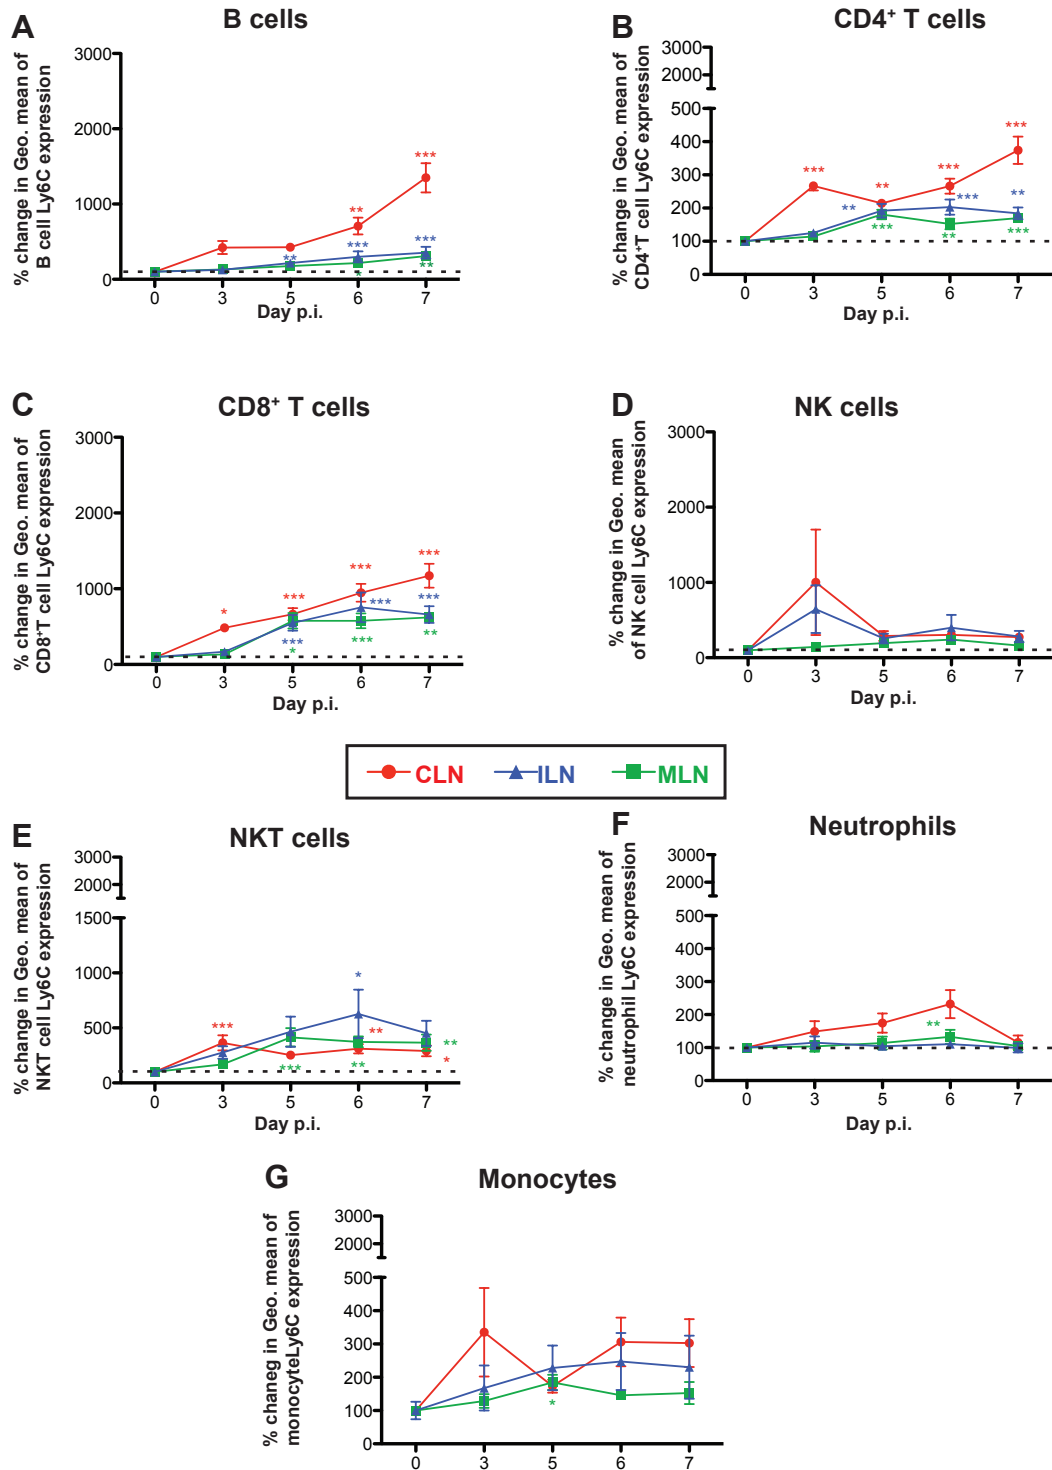 A
B cells
% change in Geo. mean of
B cell Ly6C expression
3000
2000
1000
0
***
**
***
**
*
**
0 3 5 6 7
Day p.i.
B
CD4+ T cells
% change in Geo. mean of
CD4+T cell Ly6C expression
3000
2000
500
400
300
200
100
0
***
***
***
**
**
***
**
***
**
***
0 3 5 6 7
Day p.i.
C
CD8+ T cells
% change in Geo. mean of
CD8+T cell Ly6C expression
3000
2000
1000
0
***
***
***
*
***
***
***
*
***
**
0 3 5 6 7
Day p.i.
D
NK cells
% change in Geo. mean
of NK cell Ly6C expression
3000
2000
1000
0
0 3 5 6 7
Day p.i.
CLN ILN MLN
E
NKT cells
% change in Geo. mean of
NKT cell Ly6C expression
3000
2000
1500
1000
500
0
*
***
**
**
*
***
**
0 3 5 6 7
Day p.i.
F
Neutrophils
% change in Geo. mean of
neutrophil Ly6C expression
3000
2000
500
400
300
200
100
0
**
0 3 5 6 7
Day p.i.
G
Monocytes
% chaneg in Geo. mean of
monocyteLy6C expression
3000
2000
500
400
300
200
100
0
*
0 3 5 6 7